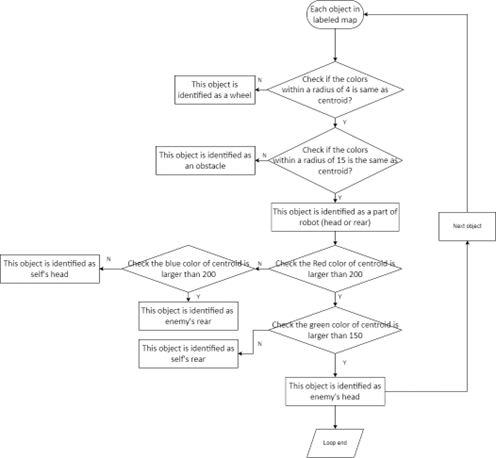 Each object in
labeled map
Check if the colors
within a radius of 4 is same as
centroid?
N
This object is
identified as a wheel
Y
Check if the colors
within a radius of 15 is the same as
centroid?
N
This object is identified as
an obstacle
Y
This object is identified as a part of
robot (head or rear)
Next object
Check the Red color of centroid is
larger than 200
N
Check the blue color of centroid is
larger than 200
N
This object is identified as
self's head
Y
This object is identified as
enemy's rear
Y
Check the green color of centroid is
larger than 150
N
This object is identified as
self's rear
Y
This object is identified as
enemy's head
Loop end